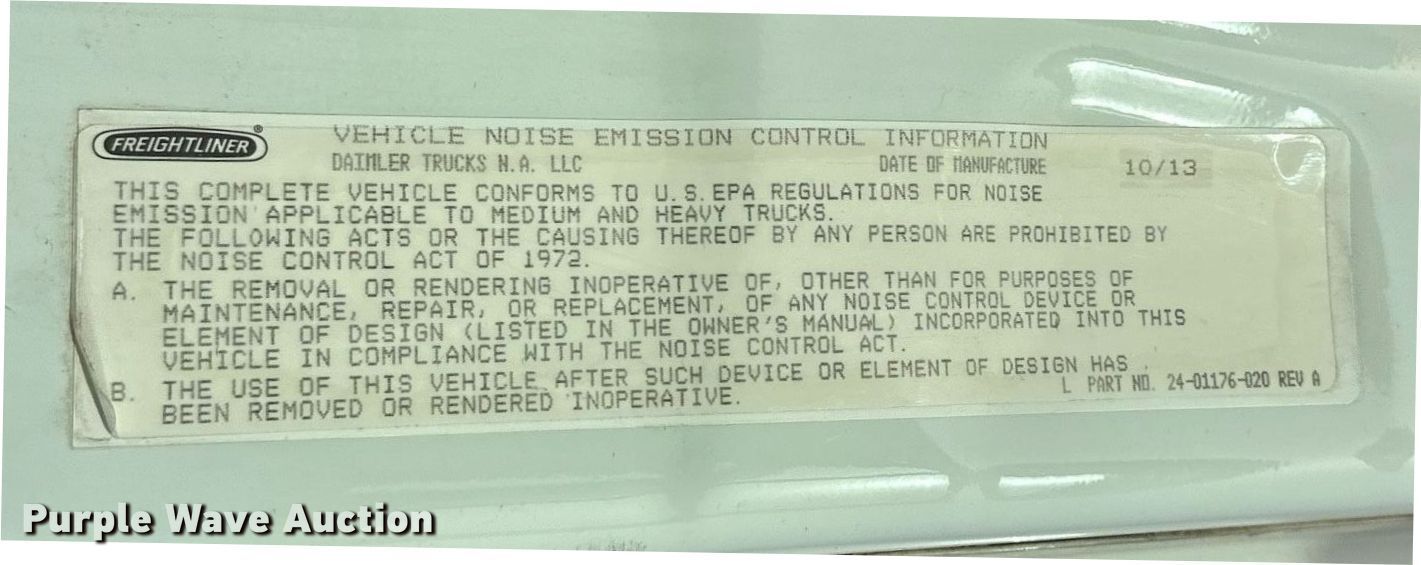 FREIGHTLINER®
VEHICLE NOISE EMISSION CONTROL INFORMATION
DAIMLER TRUCKS N.A. LLC DATE OF MANUFACTURE 10/13
THIS COMPLETE VEHICLE CONFORMS TO U.S.EPA REGULATIONS FOR NOISE
EMISSION APPLICABLE TO MEDIUM AND HEAVY TRUCKS.
THE FOLLOWING ACTS OR THE CAUSING THEREOF BY ANY PERSON ARE PROHIBITED BY
THE NOISE CONTROL ACT OF 1972.
A. THE REMOVAL OR RENDERING INOPERATIVE OF, OTHER THAN FOR PURPOSES OF
MAINTENANCE, REPAIR, OR REPLACEMENT, OF ANY NOISE CONTROL DEVICE OR
ELEMENT OF DESIGN (LISTED IN THE OWNER'S MANUAL) INCORPORATED INTO THIS
VEHICLE IN COMPLIANCE WITH THE NOISE CONTROL ACT.
B. THE USE OF THIS VEHICLE AFTER SUCH DEVICE OR ELEMENT OF DESIGN HAS
BEEN REMOVED OR RENDERED INOPERATIVE.
L PART NO. 24-01176-020 REV A
Purple Wave Auction